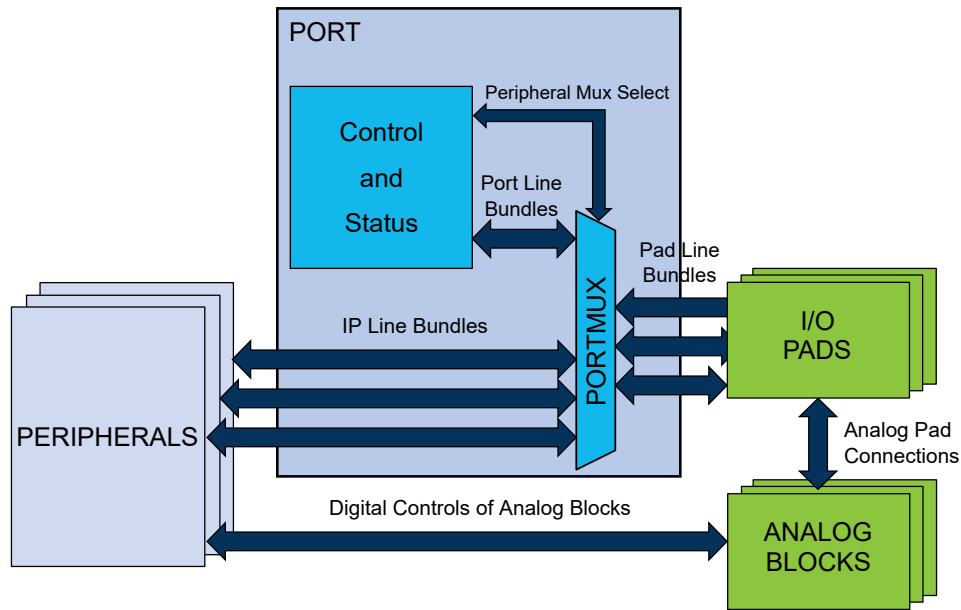 PORT
Peripheral Mux Select
Control
and
Status
Port Line
Bundles
Pad Line
Bundles
PORTMUX
I/O
PADS
IP Line Bundles
PERIPHERALS
Analog Pad
Connections
Digital Controls of Analog Blocks
ANALOG
BLOCKS